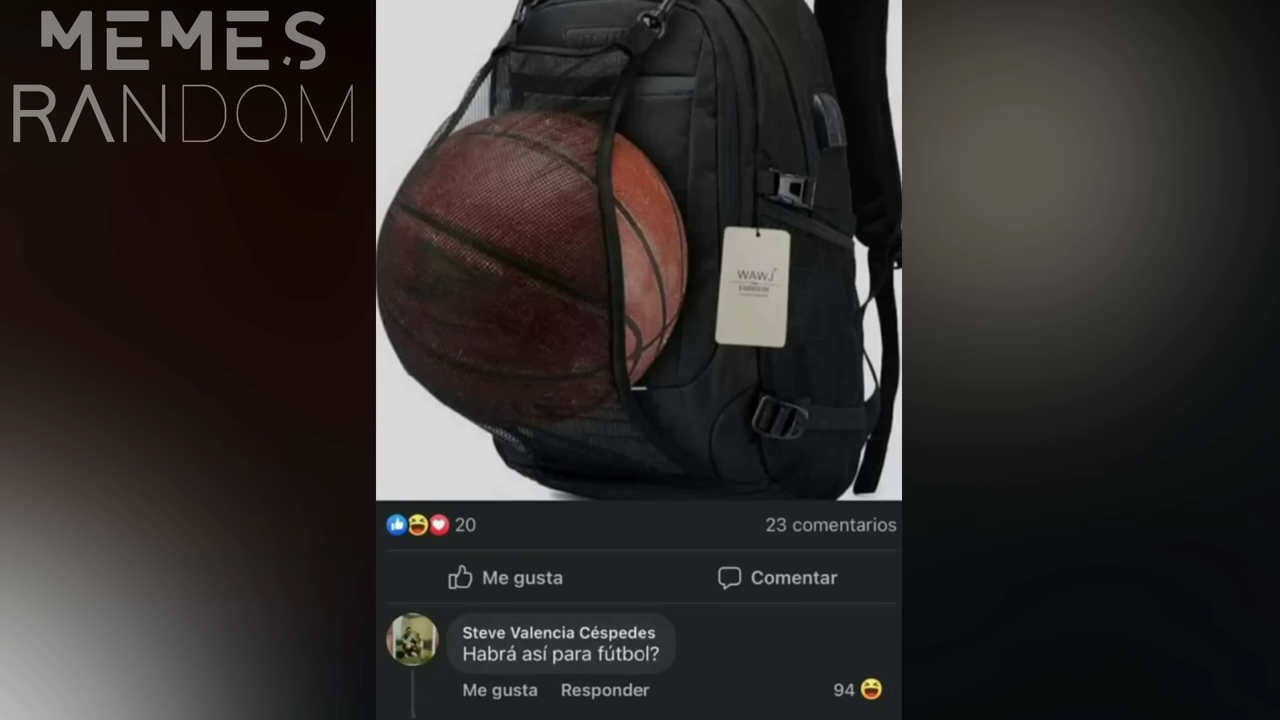 MEMES
RANDOM
WAWJ
20
23 comentarios
Me gusta
Comentar
Steve Valencia Céspedes
Habrá así para fútbol?
Me gusta
Responder
94